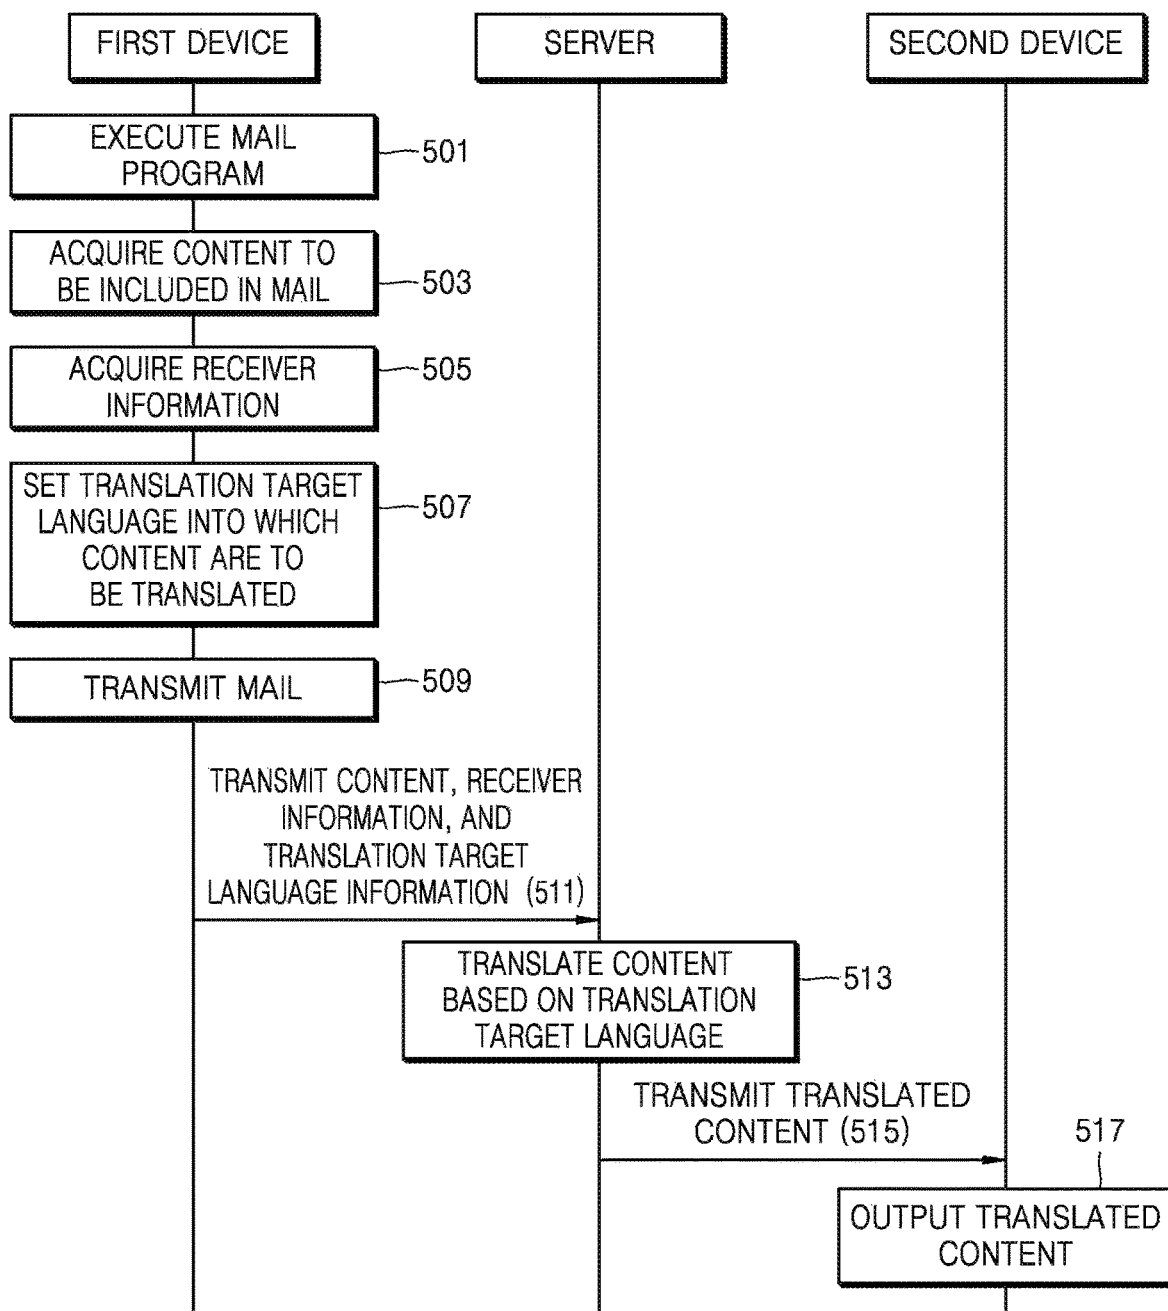 FIRST DEVICE
SERVER
SECOND DEVICE
EXECUTE MAIL
PROGRAM
501
ACQUIRE CONTENT TO
BE INCLUDED IN MAIL
503
ACQUIRE RECEIVER
INFORMATION
505
SET TRANSLATION TARGET
LANGUAGE INTO WHICH
CONTENT ARE TO
BE TRANSLATED
507
TRANSMIT MAIL
509
TRANSMIT CONTENT, RECEIVER
INFORMATION, AND
TRANSLATION TARGET
LANGUAGE INFORMATION (511)
TRANSLATE CONTENT
BASED ON TRANSLATION
TARGET LANGUAGE
513
TRANSMIT TRANSLATED
CONTENT (515)
517
OUTPUT TRANSLATED
CONTENT